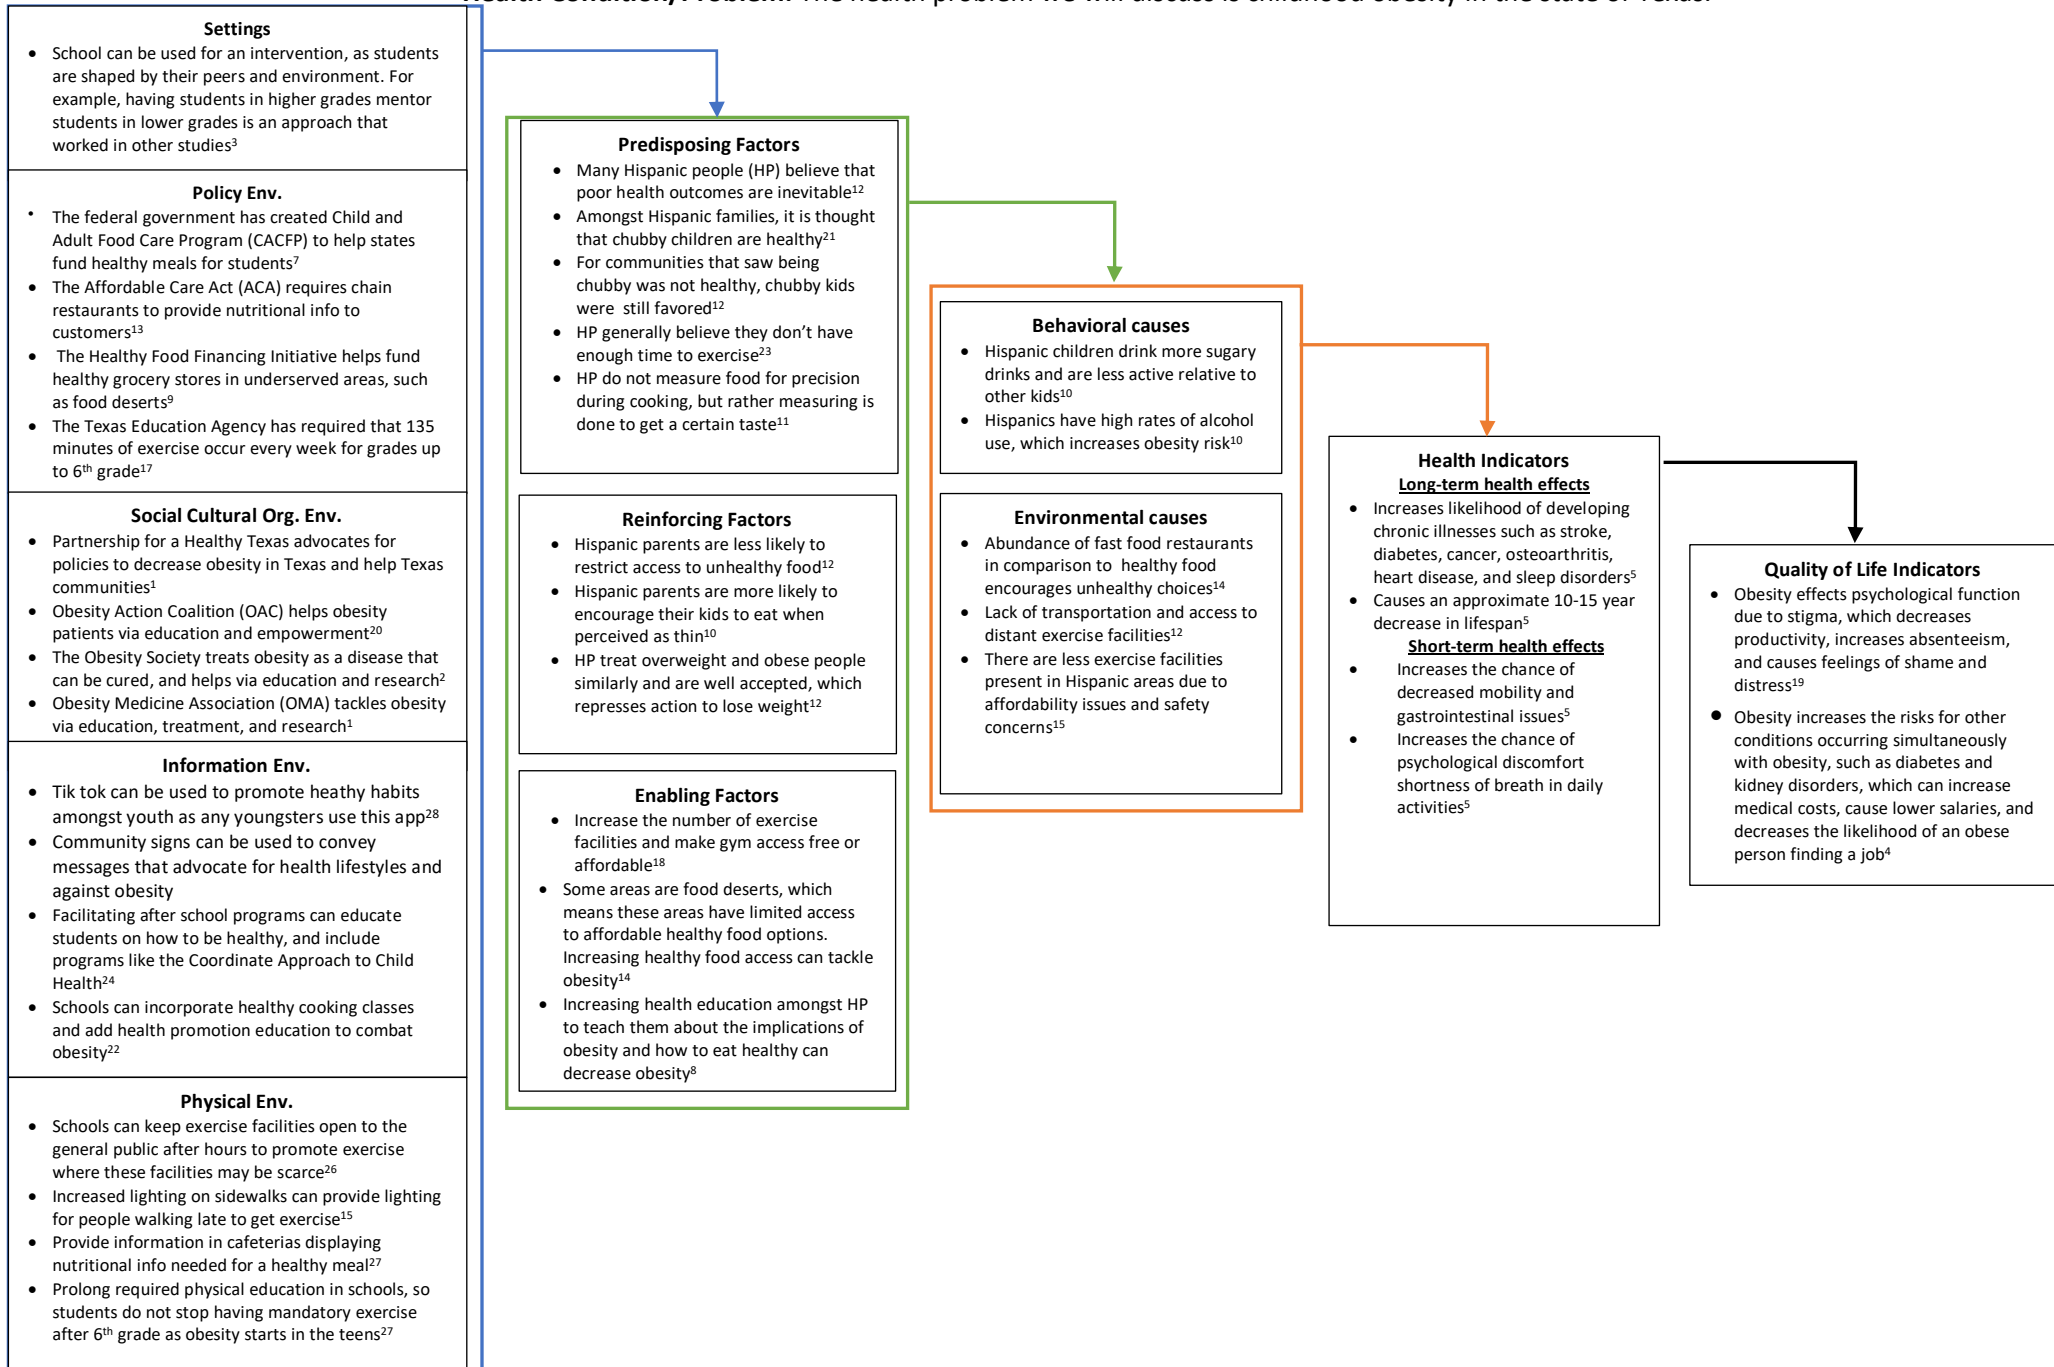 Health Condition/Problem: The health problem we will discuss is childhood obesity in the state of Texas.
Settings
• School can be used for an intervention, as students
are shaped by their peers and environment. For
example, having students in higher grades mentor
students in lower grades is an approach that
worked in other studies³
Policy Env.
• The federal government has created Child and
Adult Food Care Program (CACFP) to help states
fund healthy meals for students⁷
• The Affordable Care Act (ACA) requires chain
restaurants to provide nutritional info to
customers¹³
• The Healthy Food Financing Initiative helps fund
healthy grocery stores in underserved areas, such
as food deserts⁹
• The Texas Education Agency has required that 135
minutes of exercise occur every week for grades up
to 6ᵗʰ grade¹⁷
Social Cultural Org. Env.
• Partnership for a Healthy Texas advocates for
policies to decrease obesity in Texas and help Texas
communities¹
• Obesity Action Coalition (OAC) helps obesity
patients via education and empowerment²⁰
• The Obesity Society treats obesity as a disease that
can be cured, and helps via education and research²
• Obesity Medicine Association (OMA) tackles obesity
via education, treatment, and research¹
Information Env.
• Tik tok can be used to promote heathy habits
amongst youth as any youngsters use this app²⁸
• Community signs can be used to convey
messages that advocate for health lifestyles and
against obesity
• Facilitating after school programs can educate
students on how to be healthy, and include
programs like the Coordinate Approach to Child
Health²⁴
• Schools can incorporate healthy cooking classes
and add health promotion education to combat
obesity²²
Physical Env.
• Schools can keep exercise facilities open to the
general public after hours to promote exercise
where these facilities may be scarce²⁶
• Increased lighting on sidewalks can provide lighting
for people walking late to get exercise¹⁵
• Provide information in cafeterias displaying
nutritional info needed for a healthy meal²⁷
• Prolong required physical education in schools, so
students do not stop having mandatory exercise
after 6ᵗʰ grade as obesity starts in the teens²⁷
Predisposing Factors
• Many Hispanic people (HP) believe that
poor health outcomes are inevitable¹²
• Amongst Hispanic families, it is thought
that chubby children are healthy²¹
• For communities that saw being
chubby was not healthy, chubby kids
were still favored¹²
• HP generally believe they don’t have
enough time to exercise²³
• HP do not measure food for precision
during cooking, but rather measuring is
done to get a certain taste¹¹
Reinforcing Factors
• Hispanic parents are less likely to
restrict access to unhealthy food¹²
• Hispanic parents are more likely to
encourage their kids to eat when
perceived as thin¹⁰
• HP treat overweight and obese people
similarly and are well accepted, which
represses action to lose weight¹²
Enabling Factors
• Increase the number of exercise
facilities and make gym access free or
affordable¹⁸
• Some areas are food deserts, which
means these areas have limited access
to affordable healthy food options.
Increasing healthy food access can tackle
obesity¹⁴
• Increasing health education amongst HP
to teach them about the implications of
obesity and how to eat healthy can
decrease obesity⁸
Behavioral causes
• Hispanic children drink more sugary
drinks and are less active relative to
other kids¹⁰
• Hispanics have high rates of alcohol
use, which increases obesity risk¹⁰
Environmental causes
• Abundance of fast food restaurants
in comparison to healthy food
encourages unhealthy choices¹⁴
• Lack of transportation and access to
distant exercise facilities¹²
• There are less exercise facilities
present in Hispanic areas due to
affordability issues and safety
concerns¹⁵
Health Indicators
Long-term health effects
• Increases likelihood of developing
chronic illnesses such as stroke,
diabetes, cancer, osteoarthritis,
heart disease, and sleep disorders⁵
• Causes an approximate 10-15 year
decrease in lifespan⁵
Short-term health effects
• Increases the chance of
decreased mobility and
gastrointestinal issues⁵
• Increases the chance of
psychological discomfort
shortness of breath in daily
activities⁵
Quality of Life Indicators
• Obesity effects psychological function
due to stigma, which decreases
productivity, increases absenteeism,
and causes feelings of shame and
distress¹⁹
• Obesity increases the risks for other
conditions occurring simultaneously
with obesity, such as diabetes and
kidney disorders, which can increase
medical costs, cause lower salaries, and
decreases the likelihood of an obese
person finding a job⁴